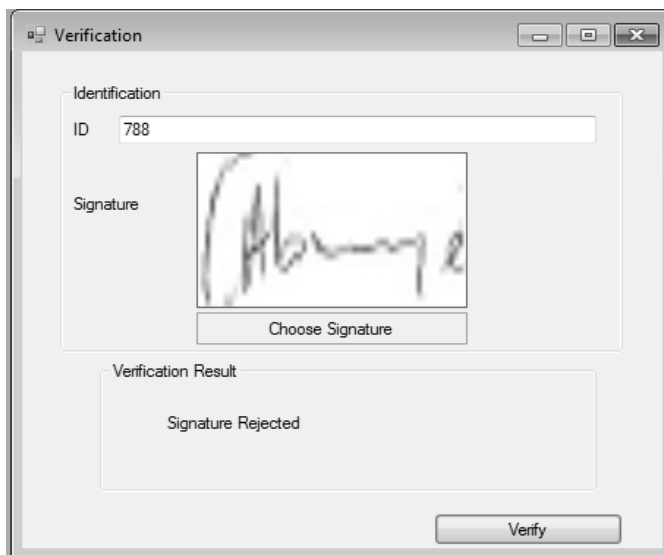 Verification
Identification
ID 788
Signature
Choose Signature
Verification Result
Signature Rejected
Verify